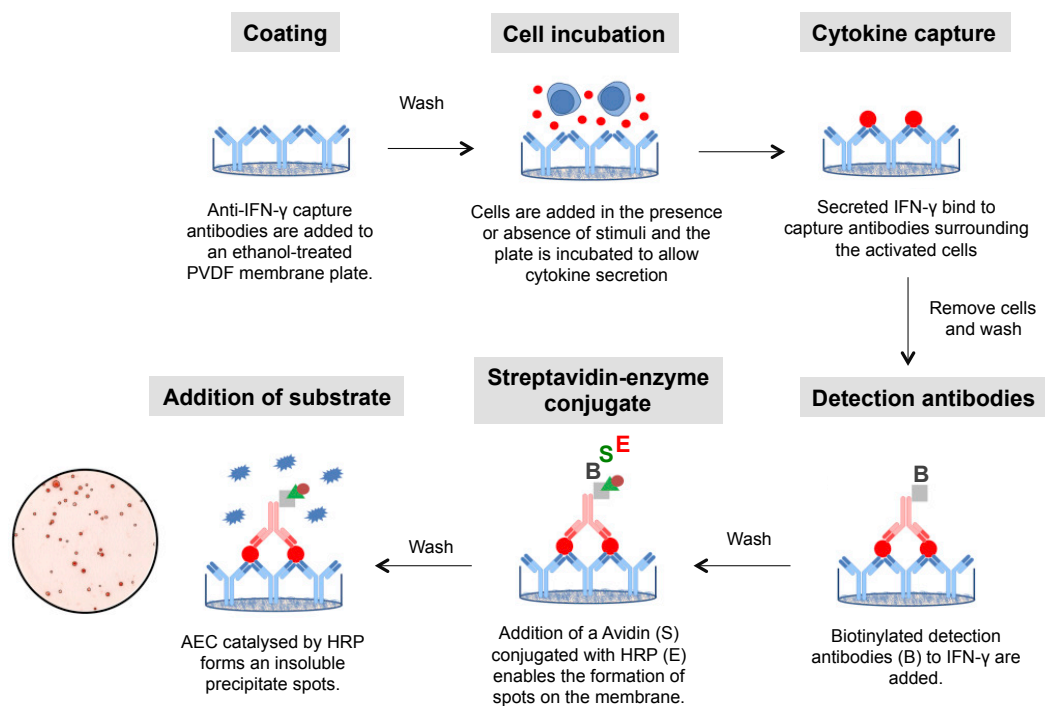 Coating
Wash
Anti-IFN-γ capture
antibodies are added to
an ethanol-treated
PVDF membrane plate.
Cell incubation
Cells are added in the presence
or absence of stimuli and the
plate is incubated to allow
cytokine secretion
Cytokine capture
Secreted IFN-γ bind to
capture antibodies surrounding
the activated cells
Remove cells
and wash
Detection antibodies
B
Biotinylated detection
antibodies (B) to IFN-γ are
added.
Wash
Streptavidin-enzyme
conjugate
B S E
Addition of a Avidin (S)
conjugated with HRP (E)
enables the formation of
spots on the membrane.
Wash
Addition of substrate
AEC catalysed by HRP
forms an insoluble
precipitate spots.